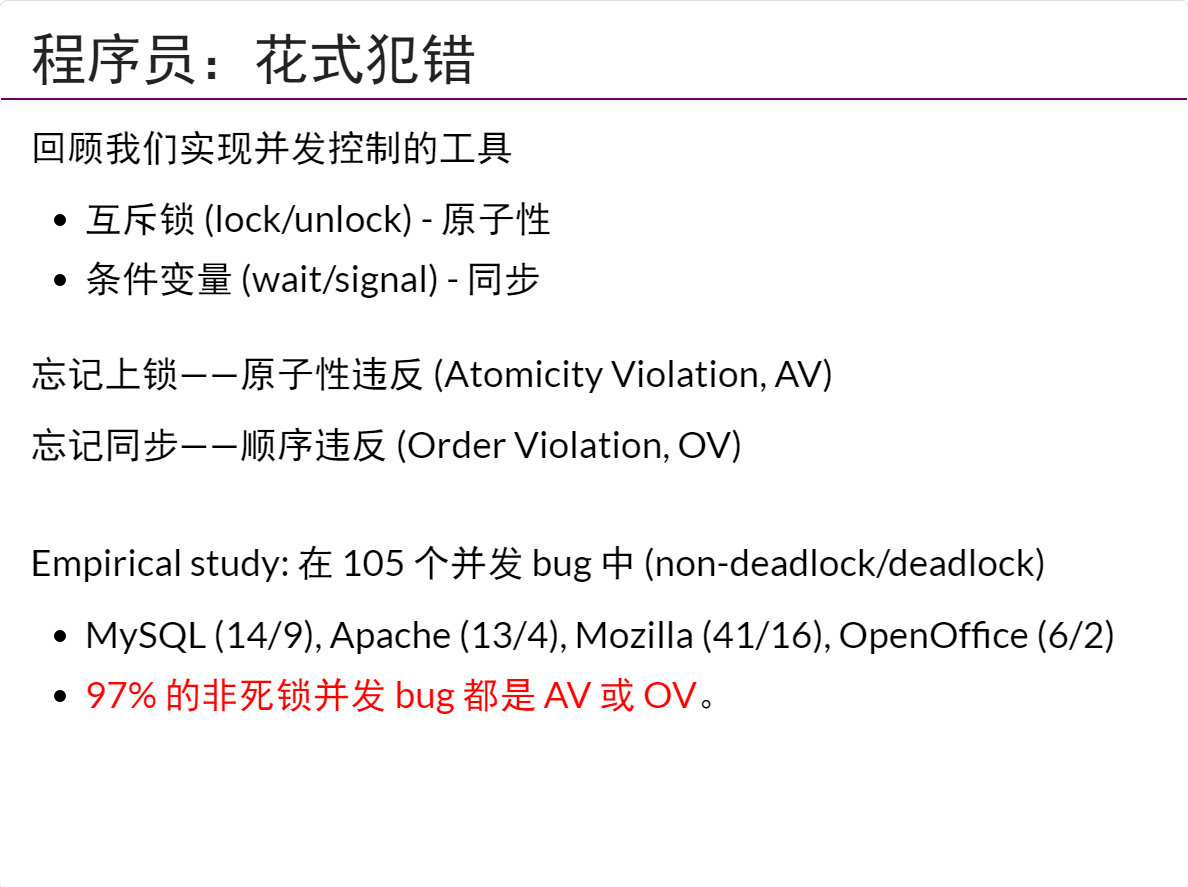 程序员：花式犯错
回顾我们实现并发控制的工具
• 互斥锁 (lock/unlock) - 原子性
• 条件变量 (wait/signal) - 同步
忘记上锁——原子性违反 (Atomicity Violation, AV)
忘记同步——顺序违反 (Order Violation, OV)
Empirical study: 在 105 个并发 bug 中 (non-deadlock/deadlock)
• MySQL (14/9), Apache (13/4), Mozilla (41/16), OpenOffice (6/2)
• 97% 的非死锁并发 bug 都是 AV 或 OV。